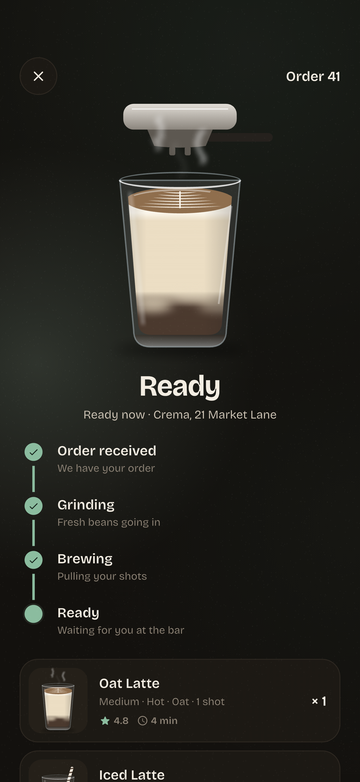 Order 41
Ready
Ready now · Crema, 21 Market Lane
Order received
We have your order
Grinding
Fresh beans going in
Brewing
Pulling your shots
Ready
Waiting for you at the bar
Oat Latte
Medium · Hot · Oat · 1 shot
× 1
4.8 4 min
Iced Latte